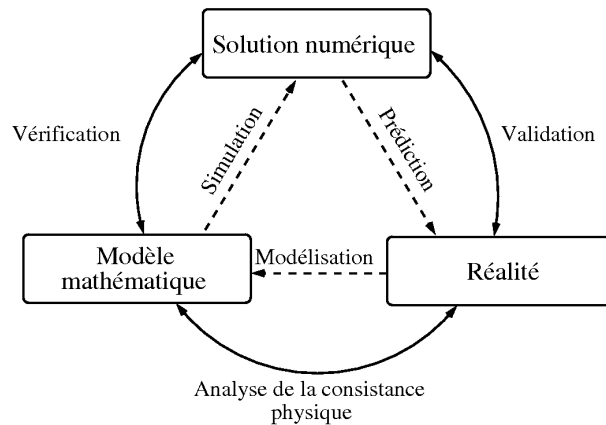 Solution numérique
Vérification
Simulation
Prédiction
Validation
Modèle
mathématique
Modélisation
Réalité
Analyse de la consistance
physique